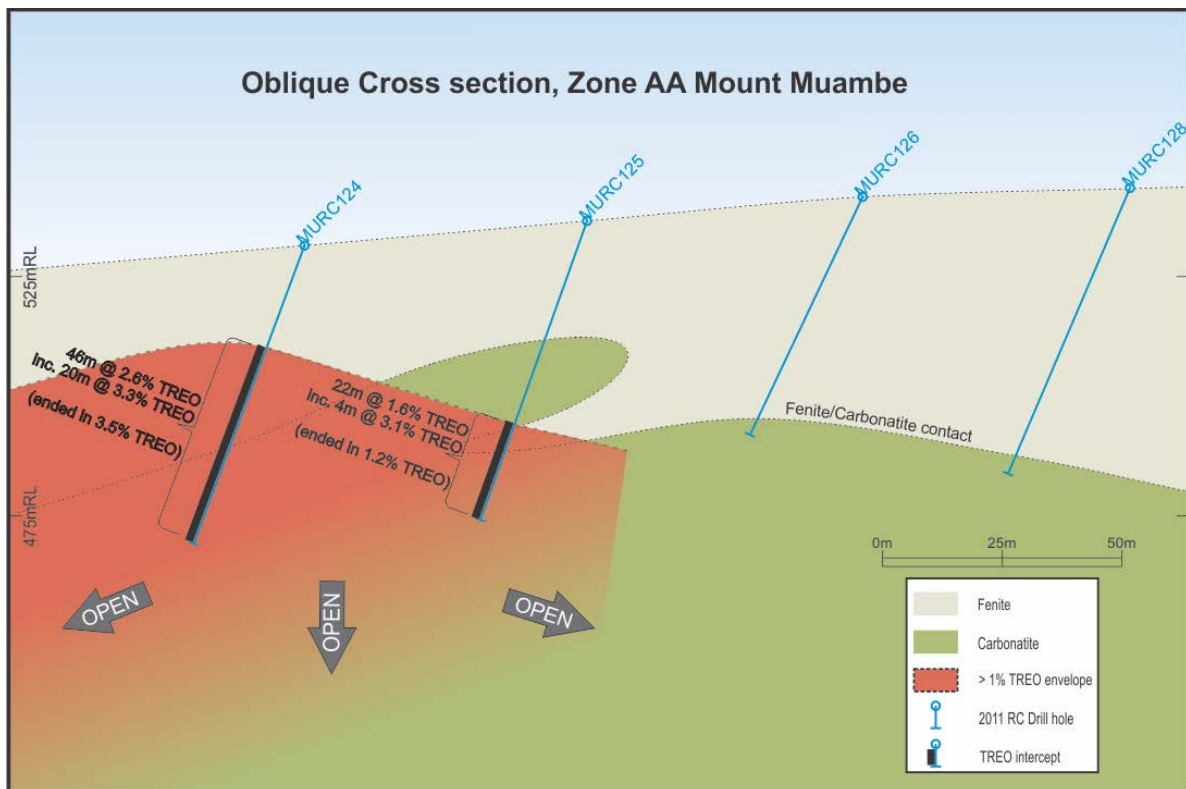 Oblique Cross section, Zone AA Mount Muambe
MURC124
MURC125
MURC126
MURC128
525mRL
475mRL
46m @ 2.6% TREO
Inc. 20m @ 3.3% TREO
(ended in 3.5% TREO)
22m @ 1.6% TREO
inc. 4m @ 3.1% TREO
(ended in 1.2% TREO)
Fenite/Carbonatite contact
0m
25m
50m
OPEN
OPEN
OPEN
Fenite
Carbonatite
> 1% TREO envelope
2011 RC Drill hole
TREO intercept